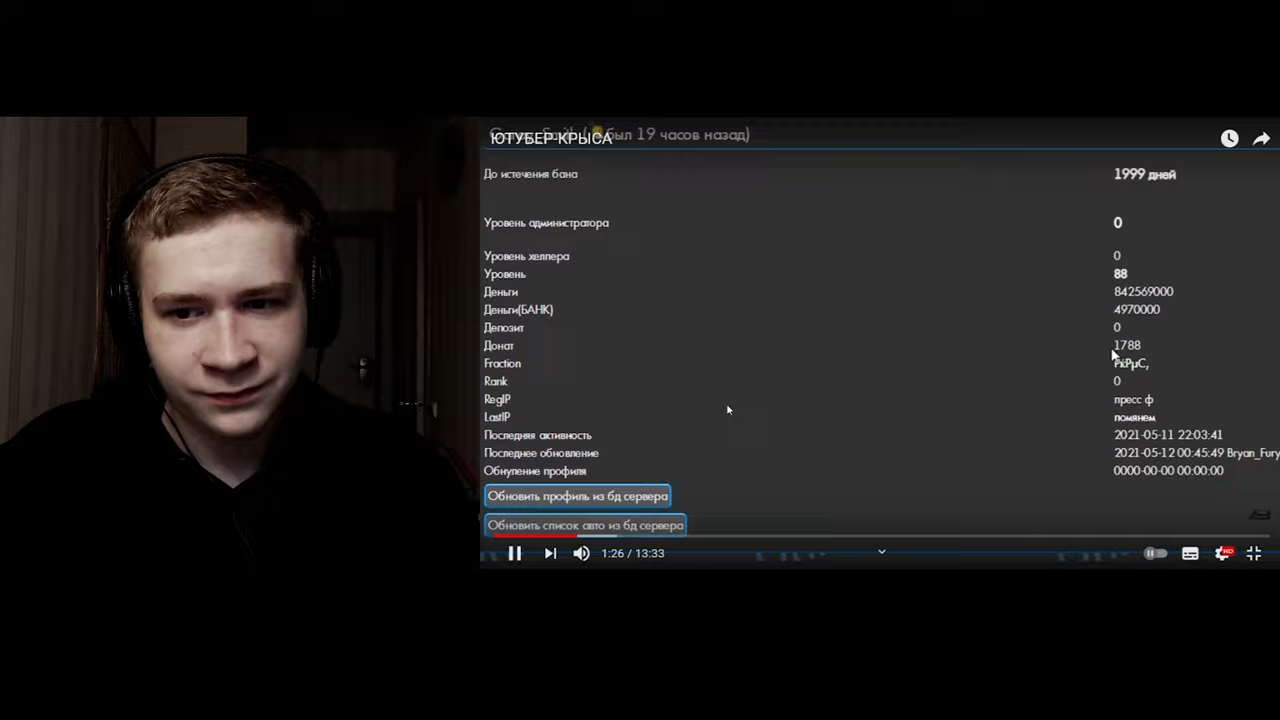 ЮТУБЕР-КРЫСА
был 19 часов назад)
До истечения бана 1999 дней
Уровень администратора 0
Уровень хелпера 0
Уровень 88
Деньги 842569000
Деньги(БАНК) 4970000
Депозит 0
Донат 1788
Fraction РќРµС‚
Rank 0
RegIP пресс ф
LastIP помянем
Последняя активность 2021-05-11 22:03:41
Последнее обновление 2021-05-12 00:45:49 Bryan_Fury
Обнуление профиля 0000-00-00 00:00:00
Обновить профиль из бд сервера
Обновить список авто из бд сервера
1:26 / 13:33
HD